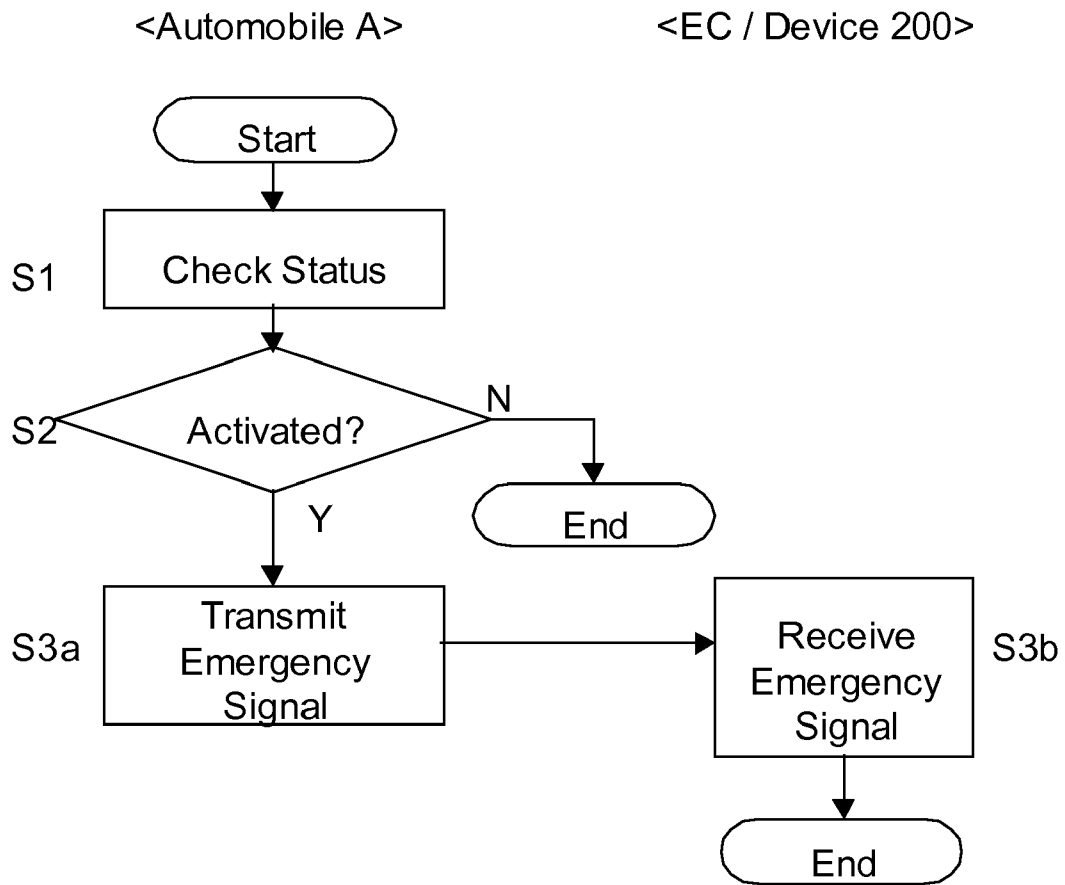 <Automobile A>
<EC / Device 200>
Start
S1
Check Status
S2
Activated?
N
Y
End
S3a
Transmit
Emergency
Signal
Receive
Emergency
Signal
S3b
End